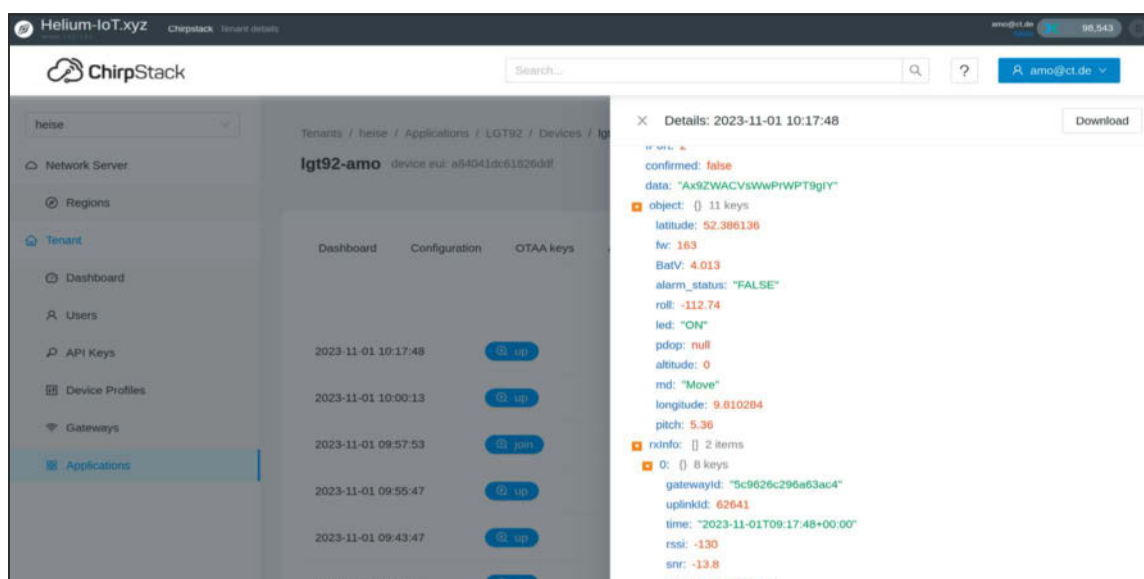 Helium-IoT.xyz Chirpstack Tenant details
amo@ct.de
98,543
ChirpStack
Search...
?
amo@ct.de
heise
Network Server
Regions
Tenant
Dashboard
Users
API Keys
Device Profiles
Gateways
Applications
Tenants / heise / Applications / LGT92 / Devices /
lgt92-amo device eui: a84041dc61826ddf
Dashboard Configuration OTAA keys
2023-11-01 10:17:48 up
2023-11-01 10:00:13 up
2023-11-01 09:57:53 join
2023-11-01 09:55:47 up
2023-11-01 09:43:47 up
Details: 2023-11-01 10:17:48
Download
confirmed: false
data: "Ax9ZWACVsWwPrWPT9gIY"
object: {} 11 keys
latitude: 52.386136
fw: 163
BatV: 4.013
alarm_status: "FALSE"
roll: -112.74
led: "ON"
pdop: null
altitude: 0
md: "Move"
longitude: 9.810284
pitch: 5.36
rxInfo: [] 2 items
0: {} 8 keys
gatewayId: "5c9626c296a63ac4"
uplinkId: 62641
time: "2023-11-01T09:17:48+00:00"
rssi: -130
snr: -13.8